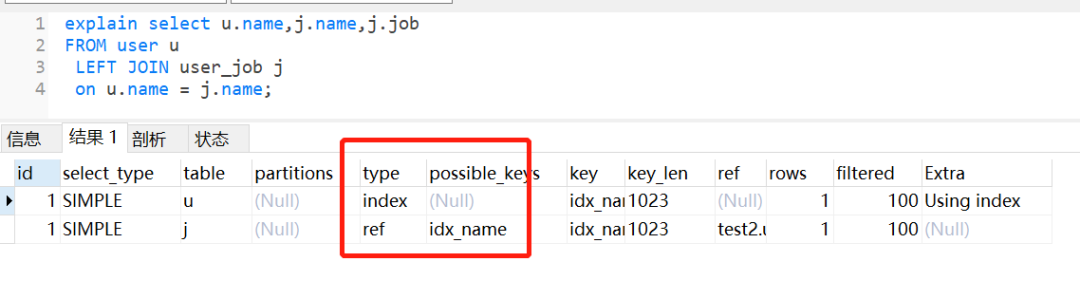 1 explain select u.name,j.name,j.job
2 FROM user u
3 LEFT JOIN user_job j
4 on u.name = j.name;
信息 结果 1 剖析 状态
id select_type table partitions type possible_keys key key_len ref rows filtered Extra
1 SIMPLE u (Null) index (Null) idx_nar 1023 (Null) 1 100 Using index
1 SIMPLE j (Null) ref idx_name idx_nar 1023 test2.u 1 100 (Null)